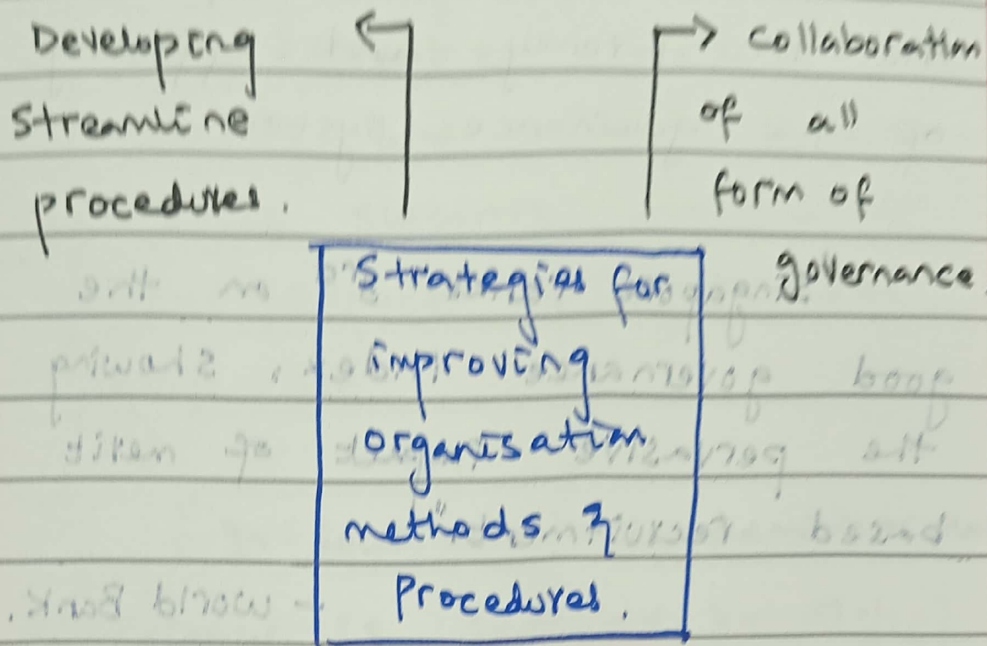 Developing
streamline
procedures.
collaboration
of all
form of
governance
Strategies for
improving
organisation
methods &
Procedures.